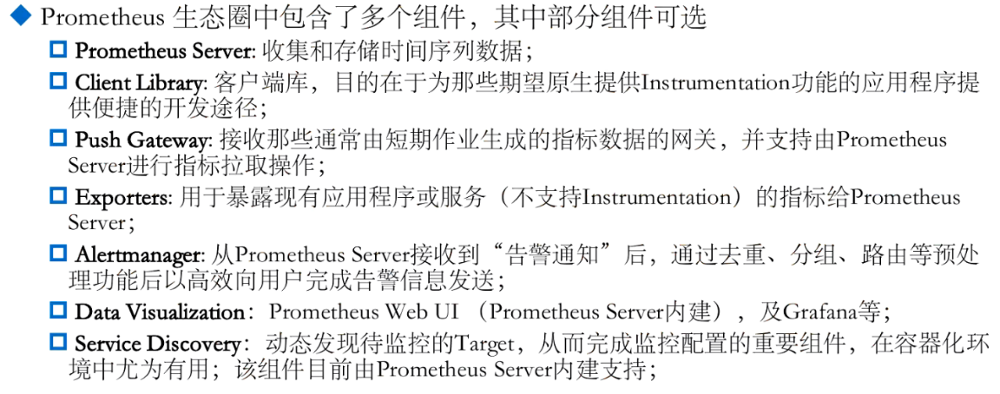 Prometheus 生态圈中包含了多个组件，其中部分组件可选
Prometheus Server: 收集和存储时间序列数据；
Client Library: 客户端库，目的在于为那些期望原生提供Instrumentation功能的应用程序提
供便捷的开发途径；
Push Gateway: 接收那些通常由短期作业生成的指标数据的网关，并支持由Prometheus
Server进行指标拉取操作；
Exporters: 用于暴露现有应用程序或服务（不支持Instrumentation）的指标给Prometheus
Server；
Alertmanager: 从Prometheus Server接收到“告警通知”后，通过去重、分组、路由等预处
理功能后以高效向用户完成告警信息发送；
Data Visualization：Prometheus Web UI （Prometheus Server内建），及Grafana等；
Service Discovery：动态发现待监控的Target，从而完成监控配置的重要组件，在容器化环
境中尤为有用；该组件目前由Prometheus Server内建支持；